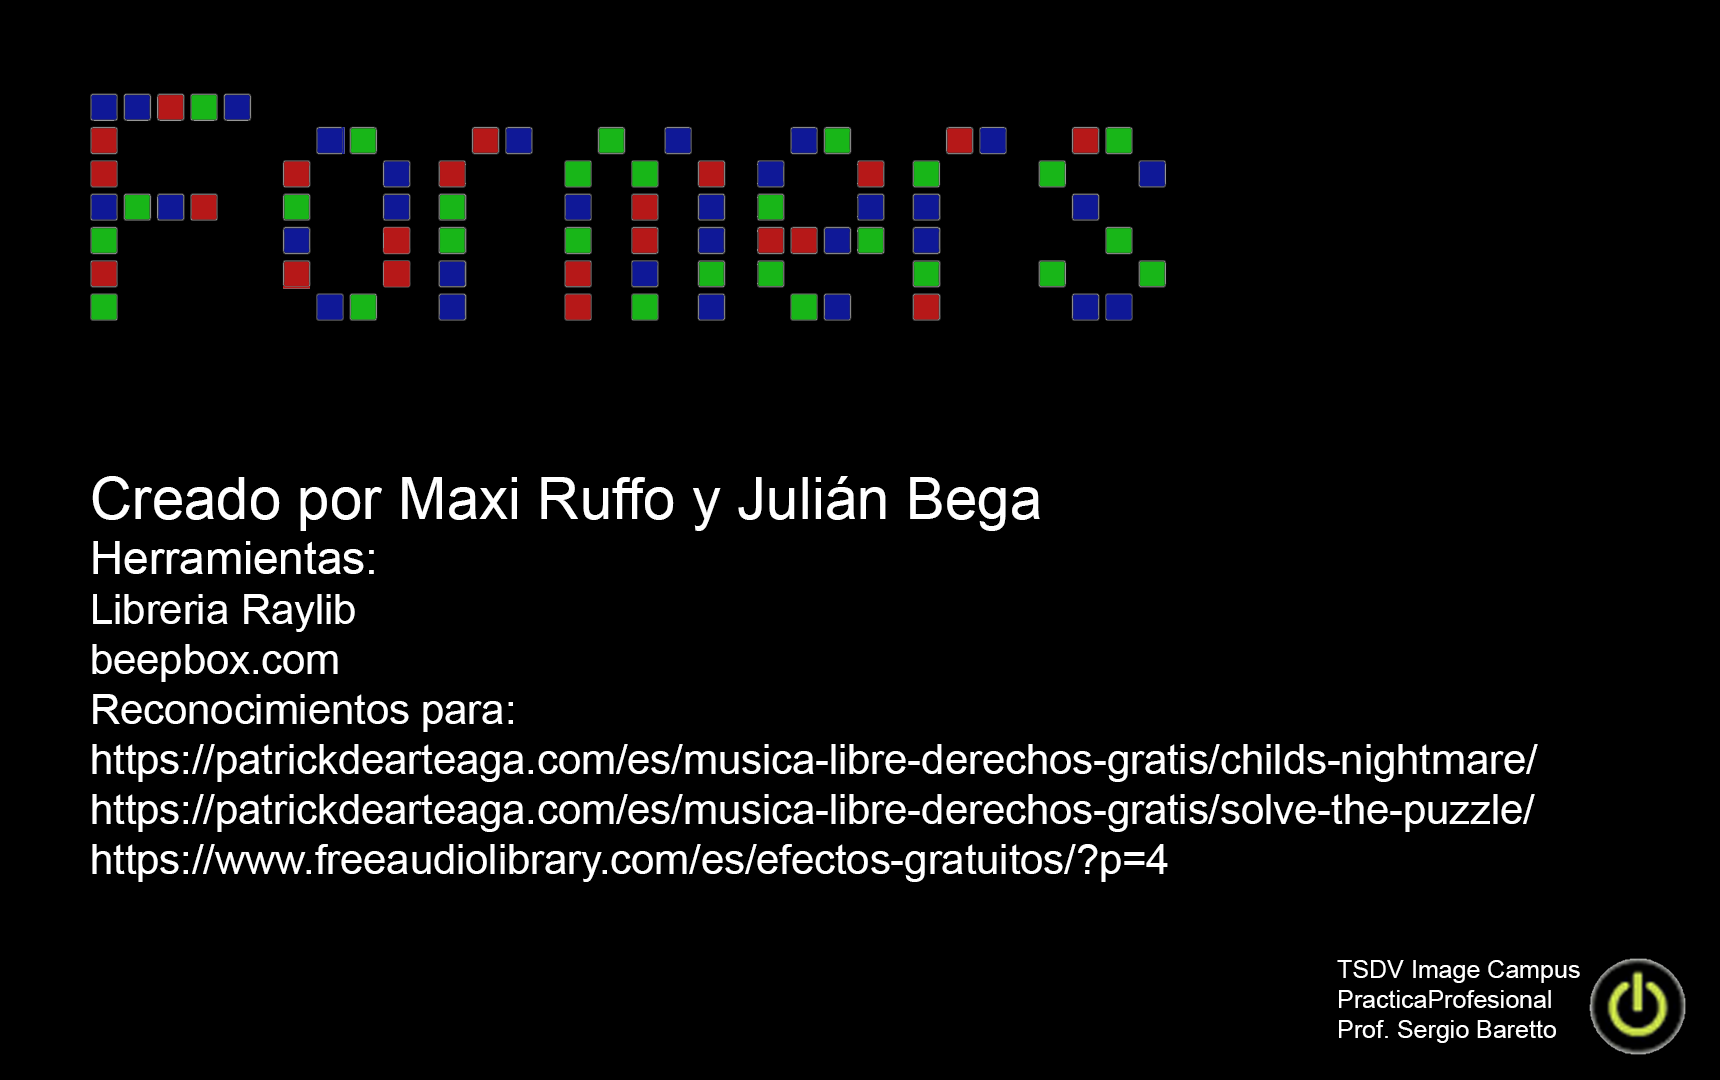 Formers
Creado por Maxi Ruffo y Julián Bega
Herramientas:
Libreria Raylib
beepbox.com
Reconocimientos para:
https://patrickdearteaga.com/es/musica-libre-derechos-gratis/childs-nightmare/
https://patrickdearteaga.com/es/musica-libre-derechos-gratis/solve-the-puzzle/
https://www.freeaudiolibrary.com/es/efectos-gratuitos/?p=4
TSDV Image Campus
PracticaProfesional
Prof. Sergio Baretto